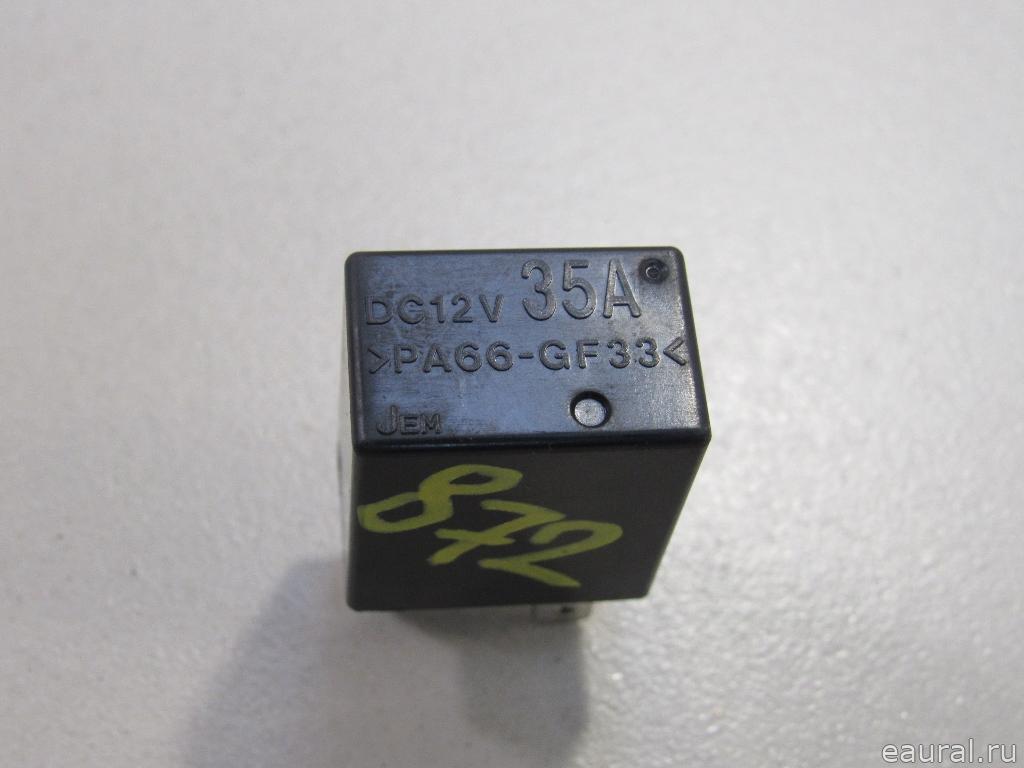 DC12V 35A
>PA66-GF33<
JEM
872
eaural.ru